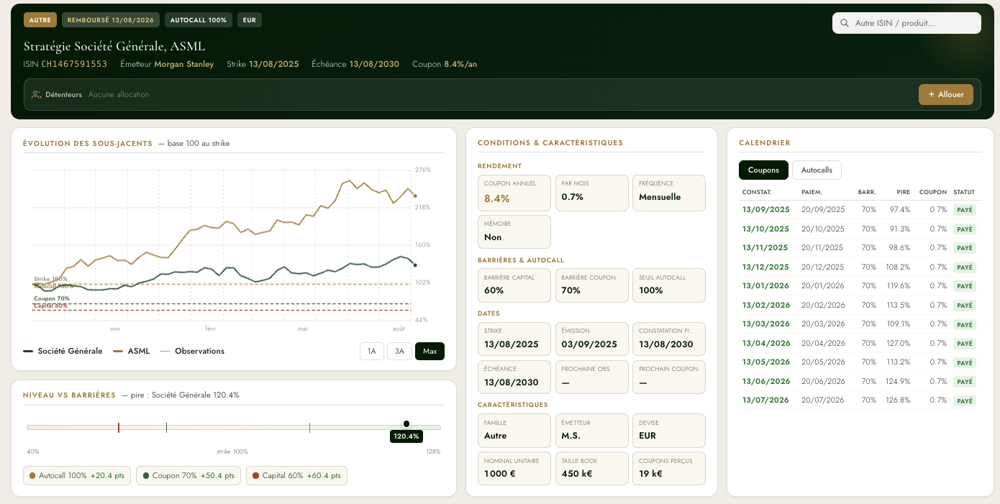 AUTRE REMBOURSÉ 13/08/2026 AUTOCALL 100% EUR
Autre ISIN / produit...
Stratégie Société Générale, ASML
ISIN CH1467591553 Émetteur Morgan Stanley Strike 13/08/2025 Échéance 13/08/2030 Coupon 8.4%/an
Détenteurs Aucune allocation
+ Allouer
ÉVOLUTION DES SOUS-JACENTS — base 100 au strike
276%
218%
160%
Strike 100%
102%
Autocall 100%
Coupon 70%
Capital 60%
44%
nov févr mai août
Société Générale ASML Observations
1A 3A Max
NIVEAU VS BARRIÈRES — pire : Société Générale 120.4%
120.4%
40% strike 100% 128%
Autocall 100% +20.4 pts Coupon 70% +50.4 pts Capital 60% +60.4 pts
CONDITIONS & CARACTÉRISTIQUES
RENDEMENT
COUPON ANNUEL PAR MOIS FRÉQUENCE
8.4% 0.7% Mensuelle
MÉMOIRE
Non
BARRIÈRES & AUTOCALL
BARRIÈRE CAPITAL BARRIÈRE COUPON SEUIL AUTOCALL
60% 70% 100%
DATES
STRIKE ÉMISSION CONSTATATION FI...
13/08/2025 03/09/2025 13/08/2030
ÉCHÉANCE PROCHAINE OBS. PROCHAIN COUPON
13/08/2030 — —
CARACTÉRISTIQUES
FAMILLE ÉMETTEUR DEVISE
Autre M.S. EUR
NOMINAL UNITAIRE TAILLE BOOK COUPONS PERÇUS
1 000 € 450 k€ 19 k€
CALENDRIER
Coupons Autocalls
CONSTAT. PAIEM. BARR. PIRE COUPON STATUT
13/09/2025 20/09/2025 70% 97.4% 0.7% PAYÉ
13/10/2025 20/10/2025 70% 91.3% 0.7% PAYÉ
13/11/2025 20/11/2025 70% 98.6% 0.7% PAYÉ
13/12/2025 20/12/2025 70% 108.2% 0.7% PAYÉ
13/01/2026 20/01/2026 70% 119.6% 0.7% PAYÉ
13/02/2026 20/02/2026 70% 113.5% 0.7% PAYÉ
13/03/2026 20/03/2026 70% 109.1% 0.7% PAYÉ
13/04/2026 20/04/2026 70% 127.0% 0.7% PAYÉ
13/05/2026 20/05/2026 70% 113.2% 0.7% PAYÉ
13/06/2026 20/06/2026 70% 124.9% 0.7% PAYÉ
13/07/2026 20/07/2026 70% 126.8% 0.7% PAYÉ